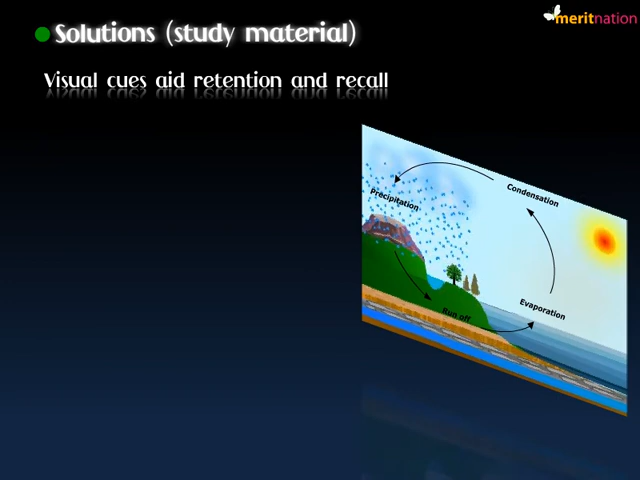 Solutions (study material)
meritnation
Visual cues aid retention and recall
Condensation
Precipitation
Evaporation
Run off